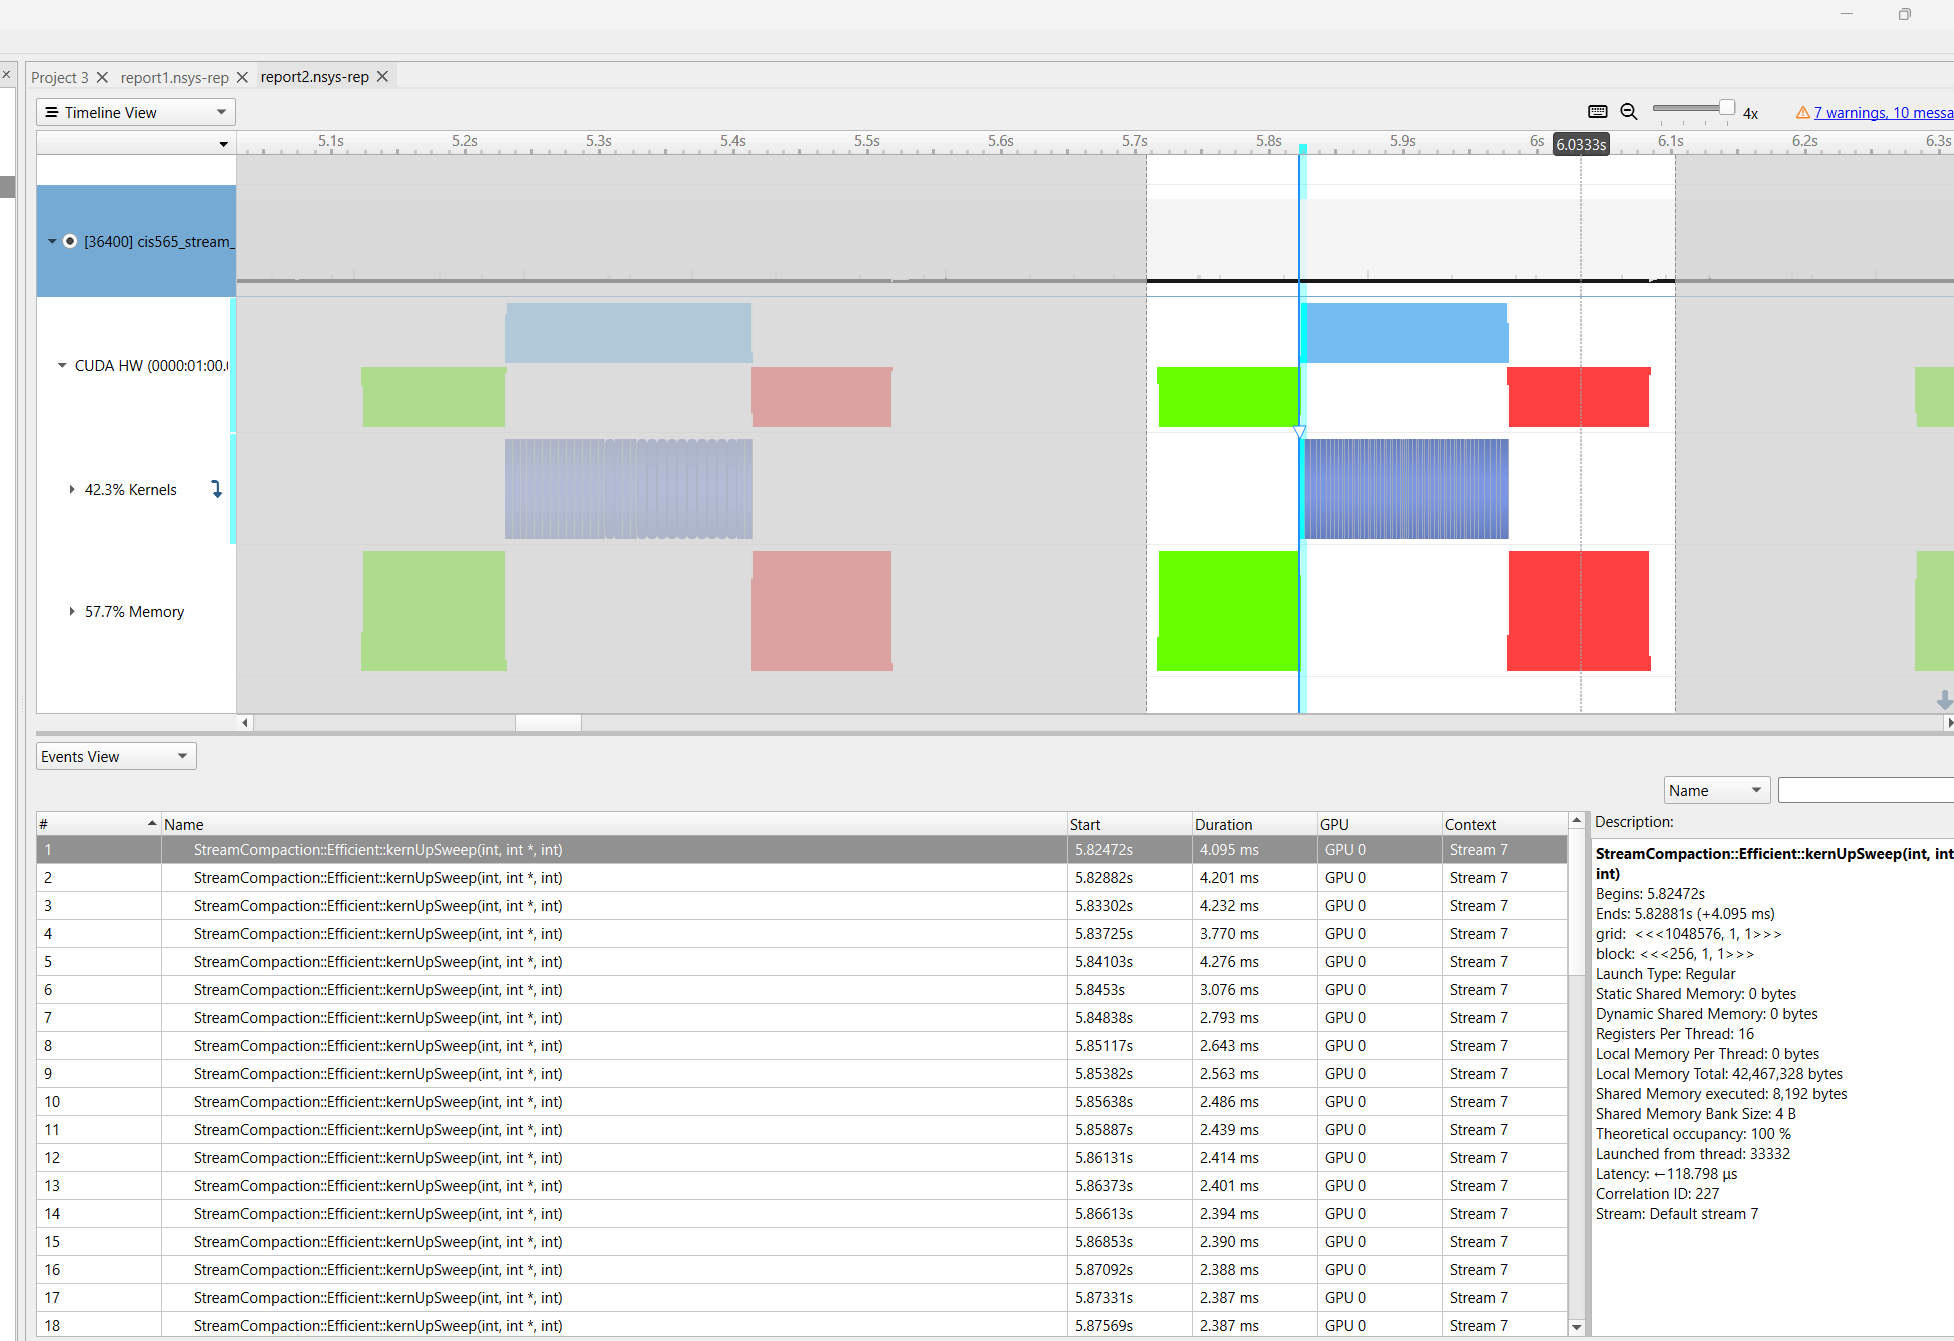 Project 3 report1.nsys-rep report2.nsys-rep
Timeline View 4x 7 warnings, 10 messa
5.1s 5.2s 5.3s 5.4s 5.5s 5.6s 5.7s 5.8s 5.9s 6s 6.0333s 6.1s 6.2s 6.3s
[36400] cis565_stream_
CUDA HW (0000:01:00.
42.3% Kernels
57.7% Memory
Events View
Name
# Name Start Duration GPU Context
1 StreamCompaction::Efficient::kernUpSweep(int, int *, int) 5.82472s 4.095 ms GPU 0 Stream 7
2 StreamCompaction::Efficient::kernUpSweep(int, int *, int) 5.82882s 4.201 ms GPU 0 Stream 7
3 StreamCompaction::Efficient::kernUpSweep(int, int *, int) 5.83302s 4.232 ms GPU 0 Stream 7
4 StreamCompaction::Efficient::kernUpSweep(int, int *, int) 5.83725s 3.770 ms GPU 0 Stream 7
5 StreamCompaction::Efficient::kernUpSweep(int, int *, int) 5.84103s 4.276 ms GPU 0 Stream 7
6 StreamCompaction::Efficient::kernUpSweep(int, int *, int) 5.8453s 3.076 ms GPU 0 Stream 7
7 StreamCompaction::Efficient::kernUpSweep(int, int *, int) 5.84838s 2.793 ms GPU 0 Stream 7
8 StreamCompaction::Efficient::kernUpSweep(int, int *, int) 5.85117s 2.643 ms GPU 0 Stream 7
9 StreamCompaction::Efficient::kernUpSweep(int, int *, int) 5.85382s 2.563 ms GPU 0 Stream 7
10 StreamCompaction::Efficient::kernUpSweep(int, int *, int) 5.85638s 2.486 ms GPU 0 Stream 7
11 StreamCompaction::Efficient::kernUpSweep(int, int *, int) 5.85887s 2.439 ms GPU 0 Stream 7
12 StreamCompaction::Efficient::kernUpSweep(int, int *, int) 5.86131s 2.414 ms GPU 0 Stream 7
13 StreamCompaction::Efficient::kernUpSweep(int, int *, int) 5.86373s 2.401 ms GPU 0 Stream 7
14 StreamCompaction::Efficient::kernUpSweep(int, int *, int) 5.86613s 2.394 ms GPU 0 Stream 7
15 StreamCompaction::Efficient::kernUpSweep(int, int *, int) 5.86853s 2.390 ms GPU 0 Stream 7
16 StreamCompaction::Efficient::kernUpSweep(int, int *, int) 5.87092s 2.388 ms GPU 0 Stream 7
17 StreamCompaction::Efficient::kernUpSweep(int, int *, int) 5.87331s 2.387 ms GPU 0 Stream 7
18 StreamCompaction::Efficient::kernUpSweep(int, int *, int) 5.87569s 2.387 ms GPU 0 Stream 7
Description:
StreamCompaction::Efficient::kernUpSweep(int, int
int)
Begins: 5.82472s
Ends: 5.82881s (+4.095 ms)
grid: <<<1048576, 1, 1>>>
block: <<<256, 1, 1>>>
Launch Type: Regular
Static Shared Memory: 0 bytes
Dynamic Shared Memory: 0 bytes
Registers Per Thread: 16
Local Memory Per Thread: 0 bytes
Local Memory Total: 42,467,328 bytes
Shared Memory executed: 8,192 bytes
Shared Memory Bank Size: 4 B
Theoretical occupancy: 100 %
Launched from thread: 33332
Latency: ←118.798 μs
Correlation ID: 227
Stream: Default stream 7